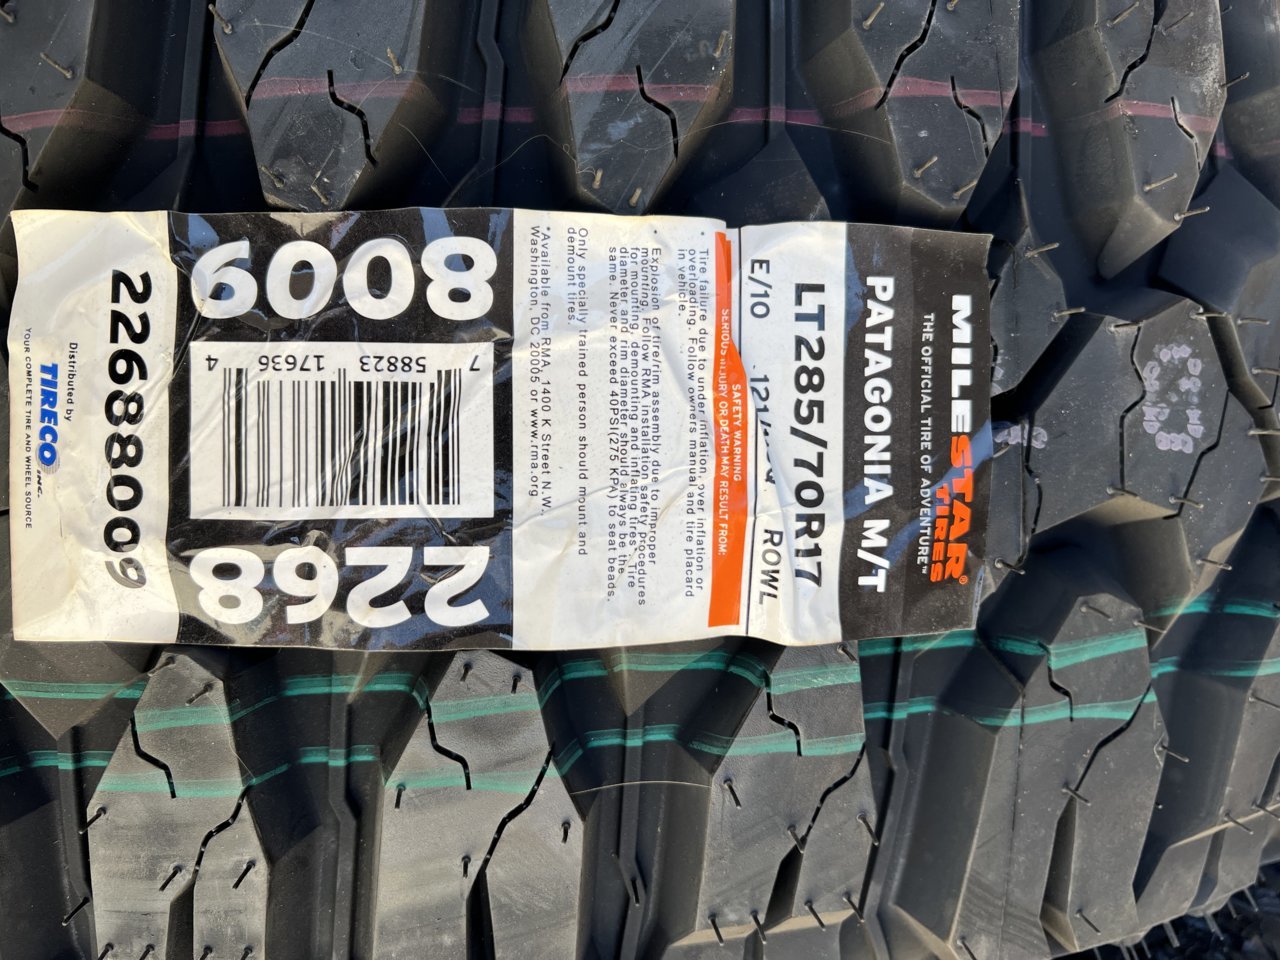 MILESTAR
TIRES®
THE OFFICIAL TIRE OF ADVENTURE™
PATAGONIA M/T
LT285/70R17
E/10 ROWL
SAFETY WARNING
SERIOUS INJURY OR DEATH MAY RESULT FROM:
• Tire failure due to under inflation, over inflation or
overloading. Follow owners manual and tire placard
in vehicle.
• Explosion of tire/rim assembly due to improper
mounting. Follow RMA installation safety procedures
for mounting, demounting and inflating tires*. Tire
diameter and rim diameter should always be the
same. Never exceed 40PSI(275 KPA) to seat beads.
Only specially trained person should mount and
demount tires.
*Available from RMA, 1400 K Street N.W.,
Washington, DC 20005 or www.rma.org
2268
8009
7 58823 17636 4
22688009
Distributed by
TIRECO INC.
YOUR COMPLETE TIRE AND WHEEL SOURCE